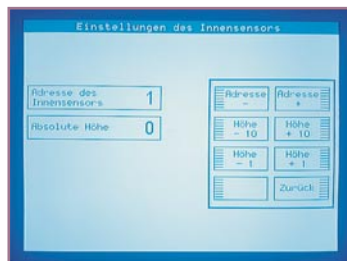 Einstellungen des Innensensors
Adresse des
Innensensors
1
Absolute Höhe
0
Adresse
-
Adresse
+
Höhe
- 10
Höhe
+ 10
Höhe
- 1
Höhe
+ 1
Zurück